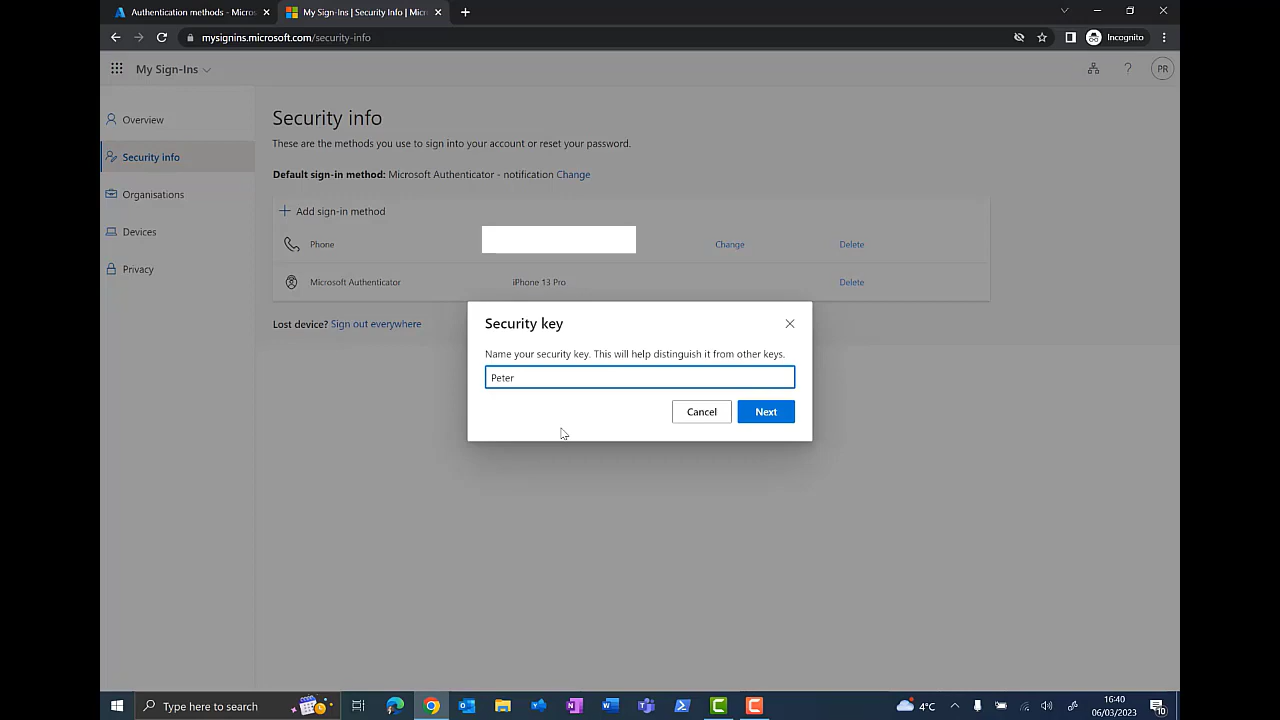 Authentication methods - Micros
My Sign-Ins | Security Info | Micr
mysignins.microsoft.com/security-info
Incognito
My Sign-Ins
?
PR
Overview
Security info
Organisations
Devices
Privacy
Security info
These are the methods you use to sign into your account or reset your password.
Default sign-in method: Microsoft Authenticator - notification Change
Add sign-in method
Phone Change Delete
Microsoft Authenticator iPhone 13 Pro Delete
Lost device? Sign out everywhere
Security key
Name your security key. This will help distinguish it from other keys.
Peter
Cancel Next
Type here to search
4°C
16:40
06/03/2023